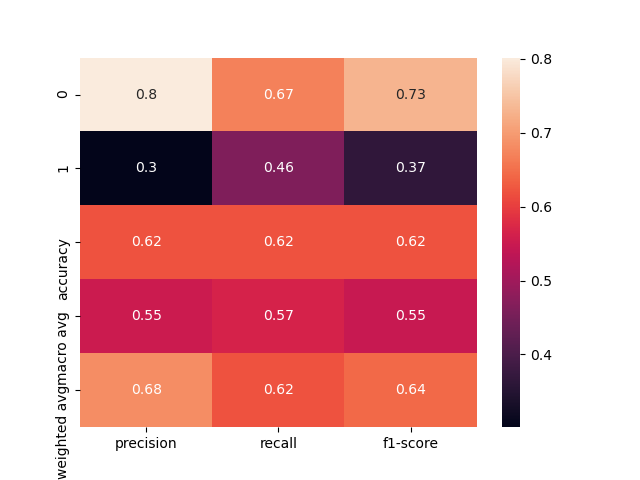 0 0.8 0.67 0.73
1 0.3 0.46 0.37
accuracy 0.62 0.62 0.62
macro avg 0.55 0.57 0.55
weighted avg 0.68 0.62 0.64
precision recall f1-score
0.8
0.7
0.6
0.5
0.4